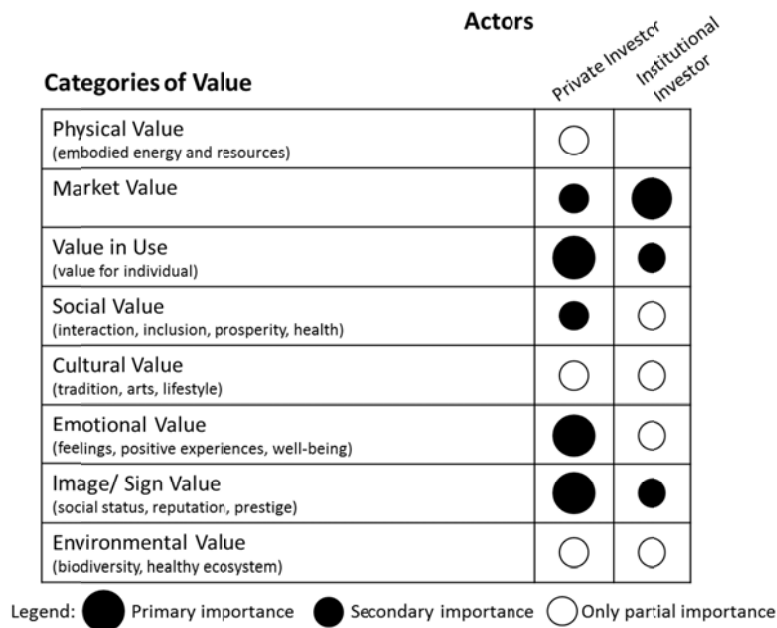 Actors
Categories of Value
Private Investor
Institutional
Investor
Physical Value
(embodied energy and resources)
Market Value
Value in Use
(value for individual)
Social Value
(interaction, inclusion, prosperity, health)
Cultural Value
(tradition, arts, lifestyle)
Emotional Value
(feelings, positive experiences, well-being)
Image/ Sign Value
(social status, reputation, prestige)
Environmental Value
(biodiversity, healthy ecosystem)
Legend: Primary importance Secondary importance Only partial importance